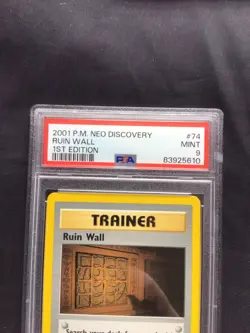 2001 P.M. NEO DISCOVERY #74
RUIN WALL MINT
1ST EDITION 9
PSA 83925610
TRAINER
Ruin Wall